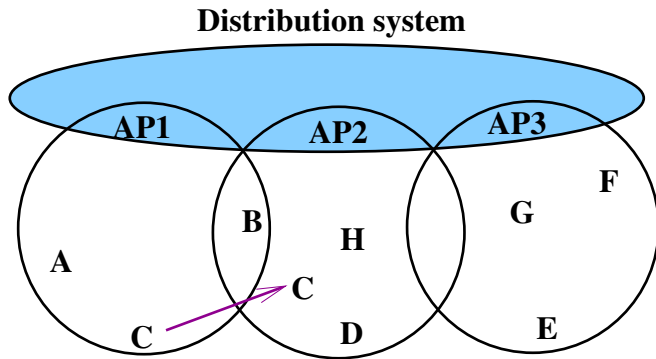 Distribution system
AP1 AP2 AP3
F
B G
H
A
C
C D E